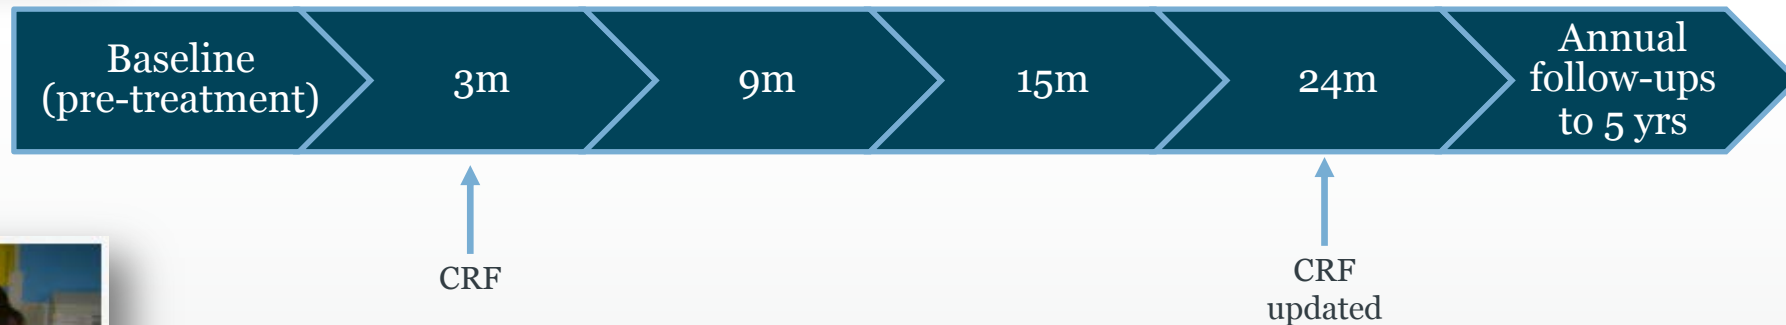 Baseline
(pre-treatment)
3m
9m
15m
24m
Annual
follow-ups
to 5 yrs
CRF
CRF
updated